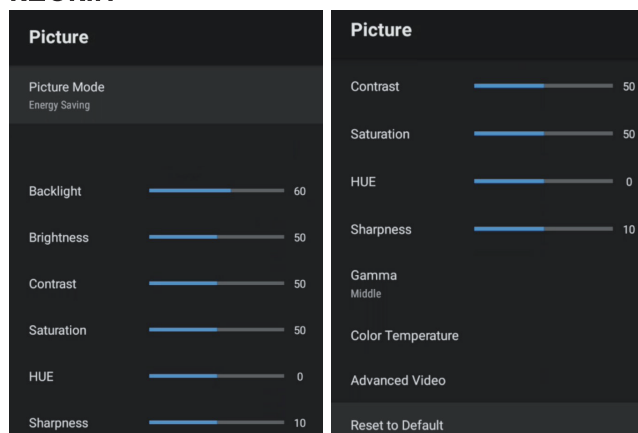 Picture
Picture Mode
Energy Saving
Backlight 60
Brightness 50
Contrast 50
Saturation 50
HUE 0
Sharpness 10
Picture
Contrast 50
Saturation 50
HUE 0
Sharpness 10
Gamma
Middle
Color Temperature
Advanced Video
Reset to Default